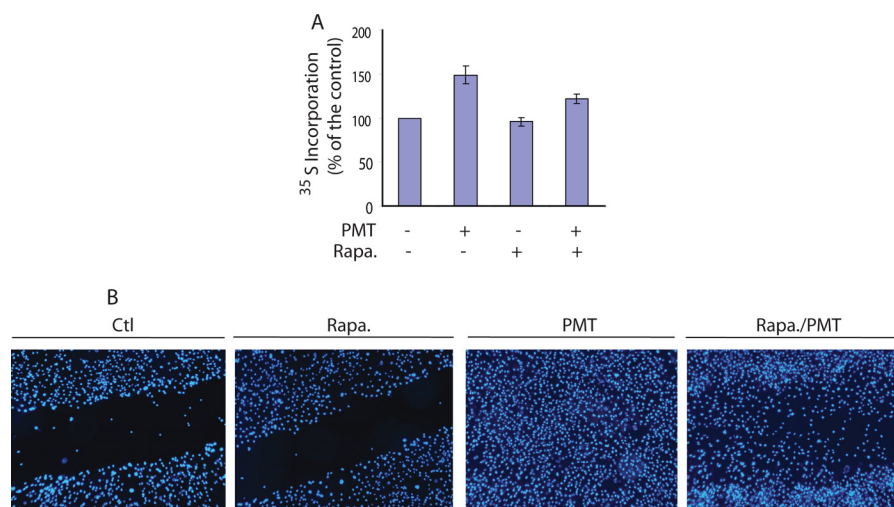 A
200
150
100
50
0
35 S Incorporation
(% of the control)
PMT - + - +
Rapa. - - + +
B
Ctl Rapa. PMT Rapa./PMT